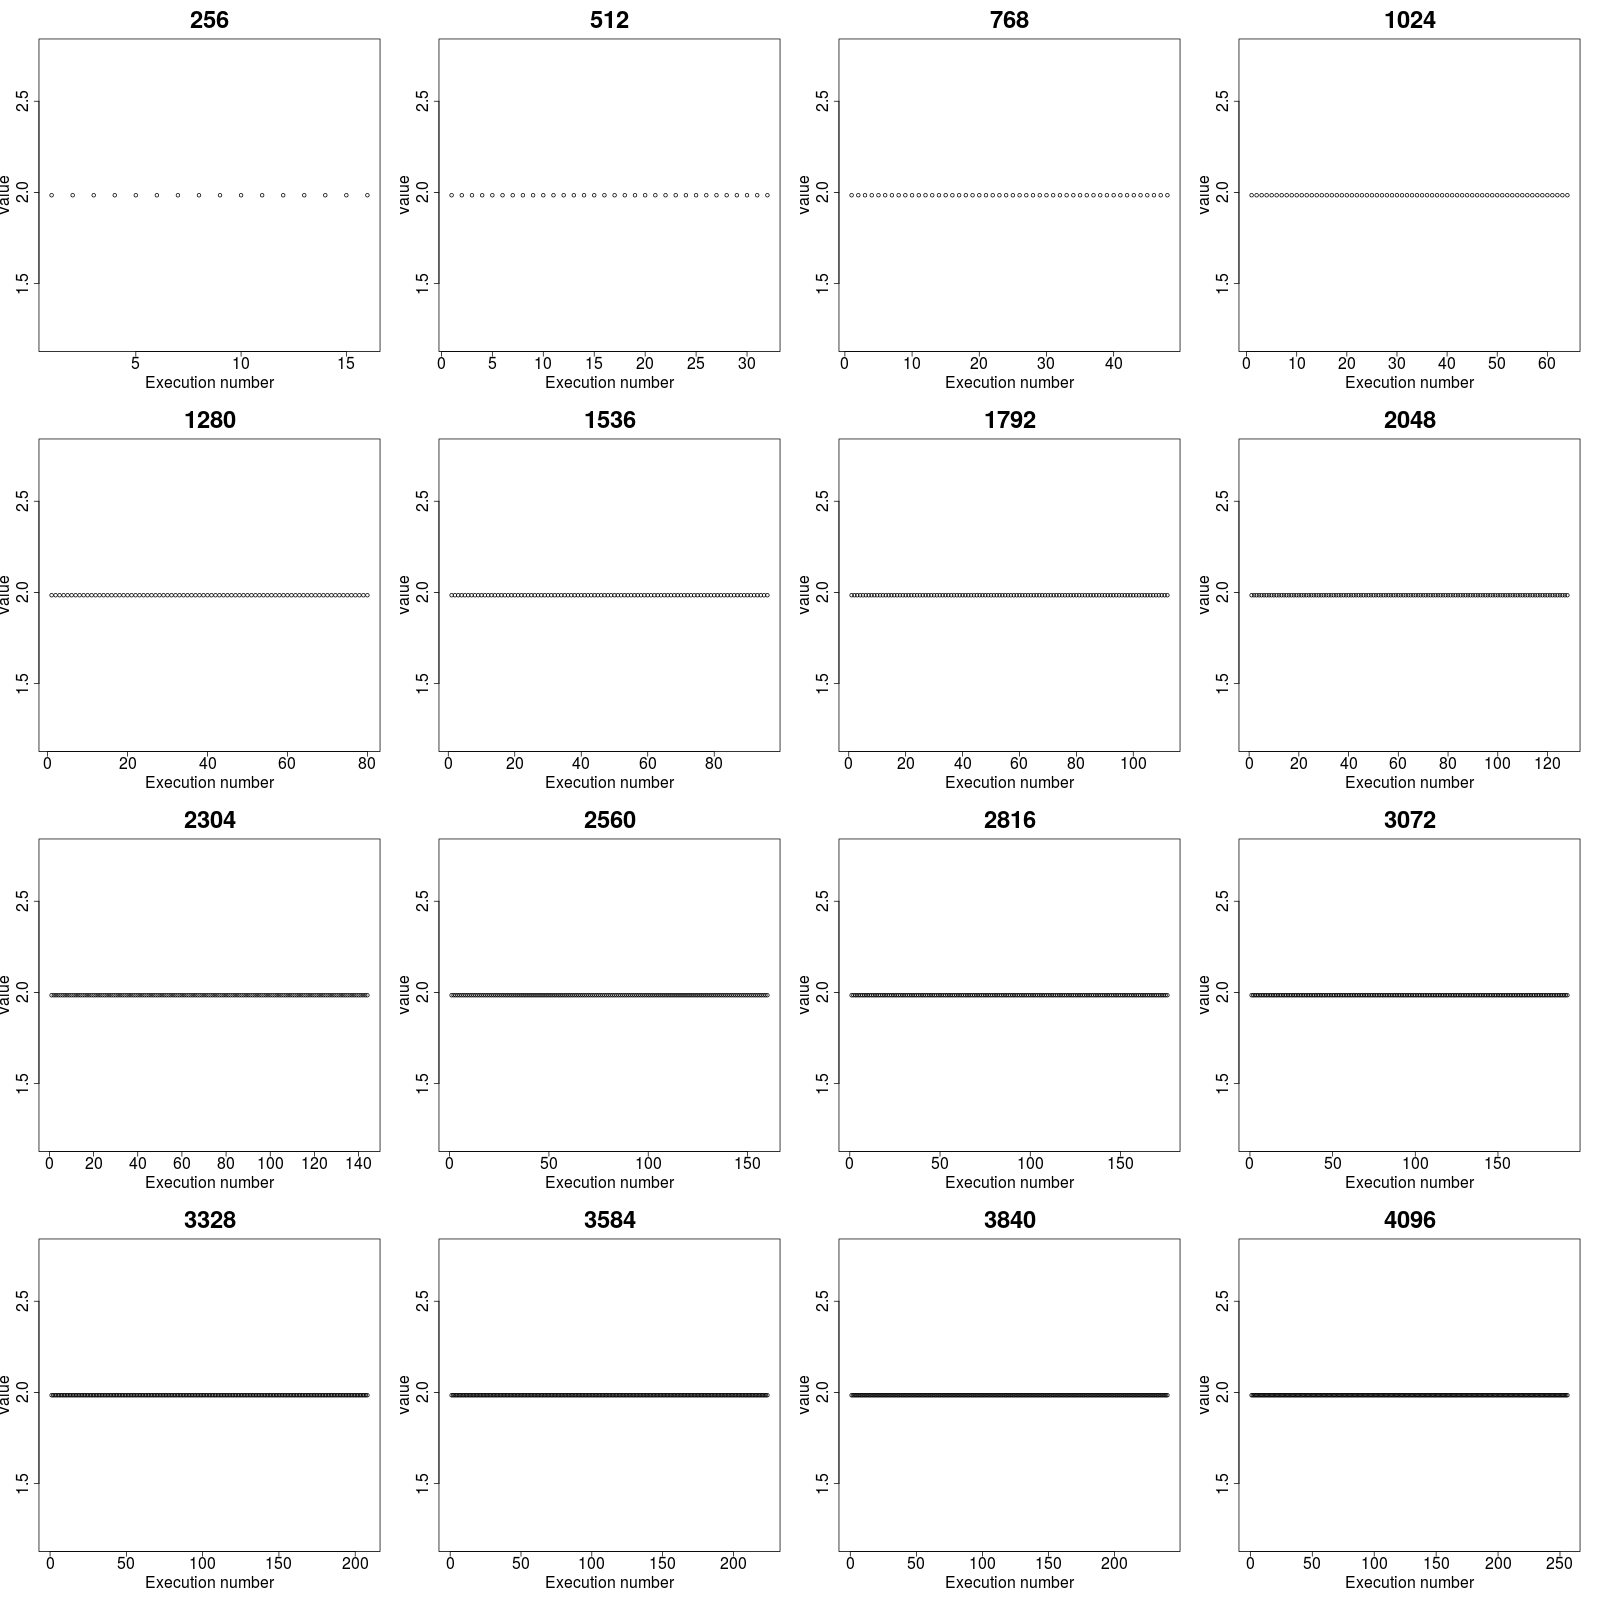 256 512 768 1024
value 1.5 2.0 2.5 value 1.5 2.0 2.5 value 1.5 2.0 2.5 value 1.5 2.0 2.5
5 10 15 0 5 10 15 20 25 30 0 10 20 30 40 0 10 20 30 40 50 60
Execution number Execution number Execution number Execution number
1280 1536 1792 2048
value 1.5 2.0 2.5 value 1.5 2.0 2.5 value 1.5 2.0 2.5 value 1.5 2.0 2.5
0 20 40 60 80 0 20 40 60 80 0 20 40 60 80 100 0 20 40 60 80 100 120
Execution number Execution number Execution number Execution number
2304 2560 2816 3072
value 1.5 2.0 2.5 value 1.5 2.0 2.5 value 1.5 2.0 2.5 value 1.5 2.0 2.5
0 20 40 60 80 100 120 140 0 50 100 150 0 50 100 150 0 50 100 150
Execution number Execution number Execution number Execution number
3328 3584 3840 4096
value 1.5 2.0 2.5 value 1.5 2.0 2.5 value 1.5 2.0 2.5 value 1.5 2.0 2.5
0 50 100 150 200 0 50 100 150 200 0 50 100 150 200 0 50 100 150 200 250
Execution number Execution number Execution number Execution number